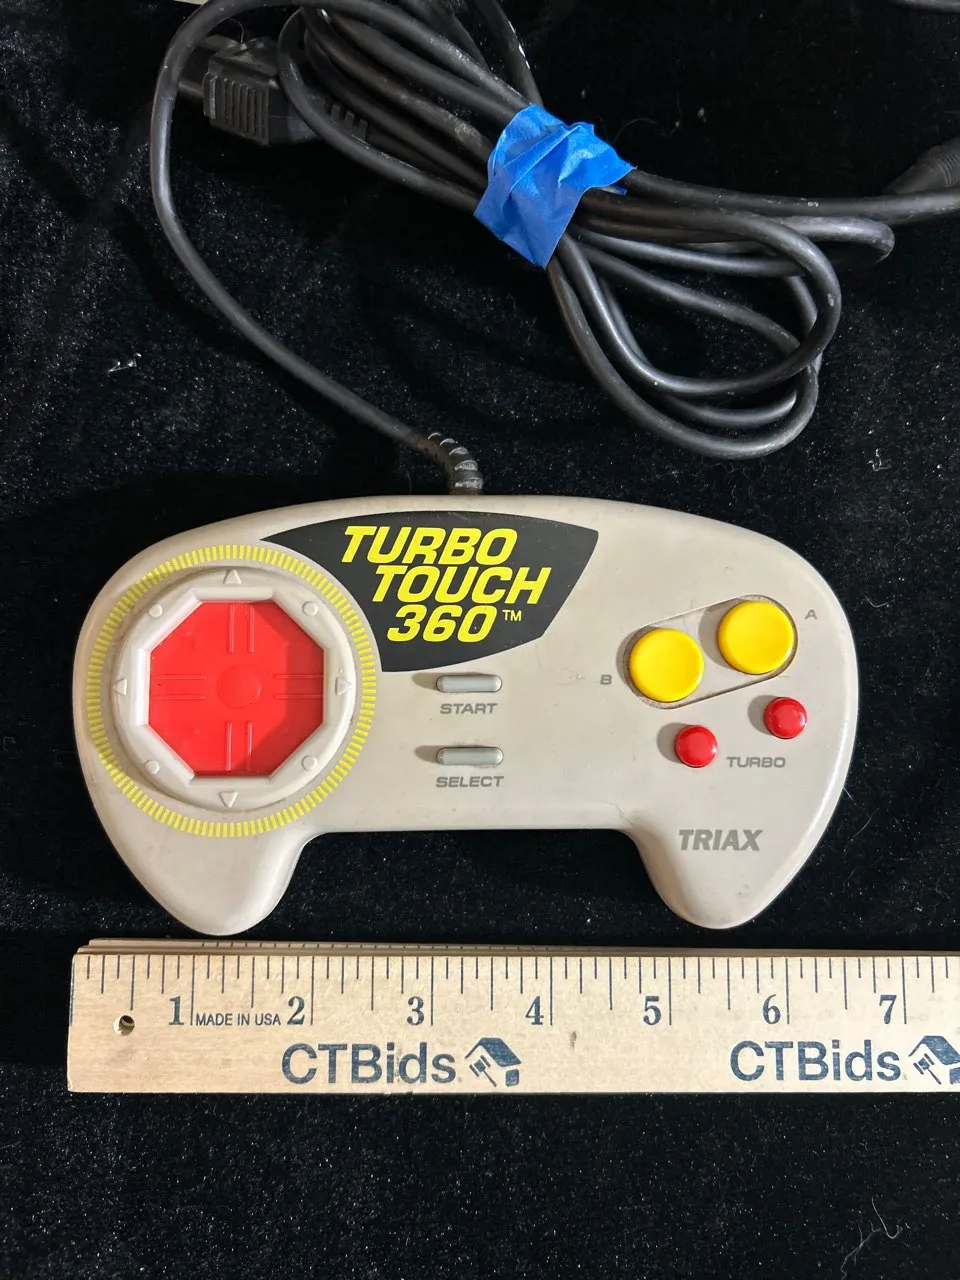 TURBO
TOUCH
360™
A
B
START
SELECT
TURBO
TRIAX
1 2 3 4 5 6 7
MADE IN USA
CTBids CTBids